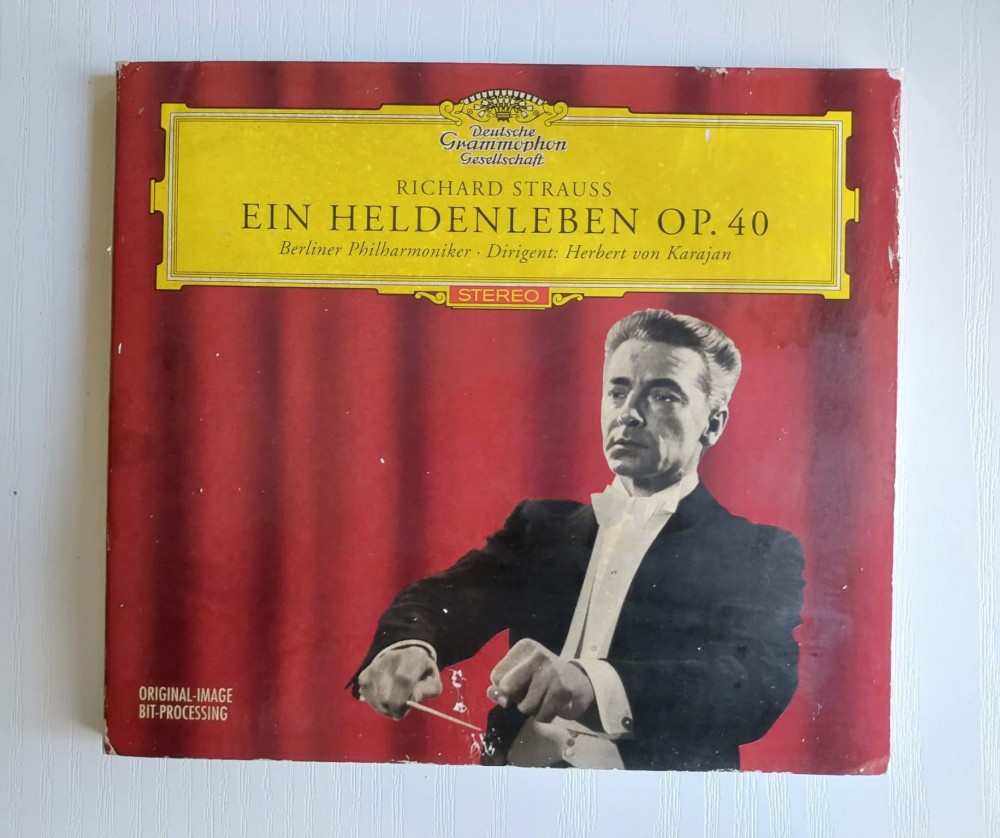 Deutsche
Grammophon
Gesellschaft
RICHARD STRAUSS
EIN HELDENLEBEN OP. 40
Berliner Philharmoniker · Dirigent: Herbert von Karajan
STEREO
ORIGINAL-IMAGE
BIT-PROCESSING